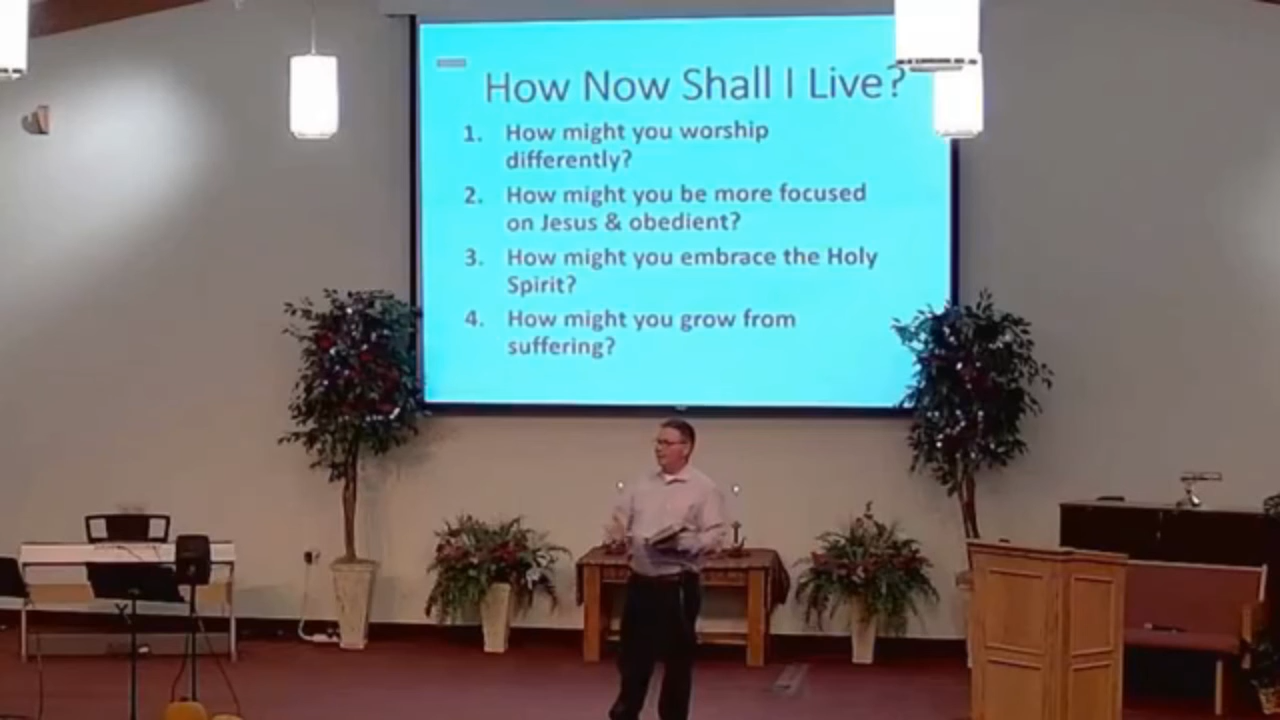 How Now Shall I Live?
1. How might you worship
differently?
2. How might you be more focused
on Jesus & obedient?
3. How might you embrace the Holy
Spirit?
4. How might you grow from
suffering?